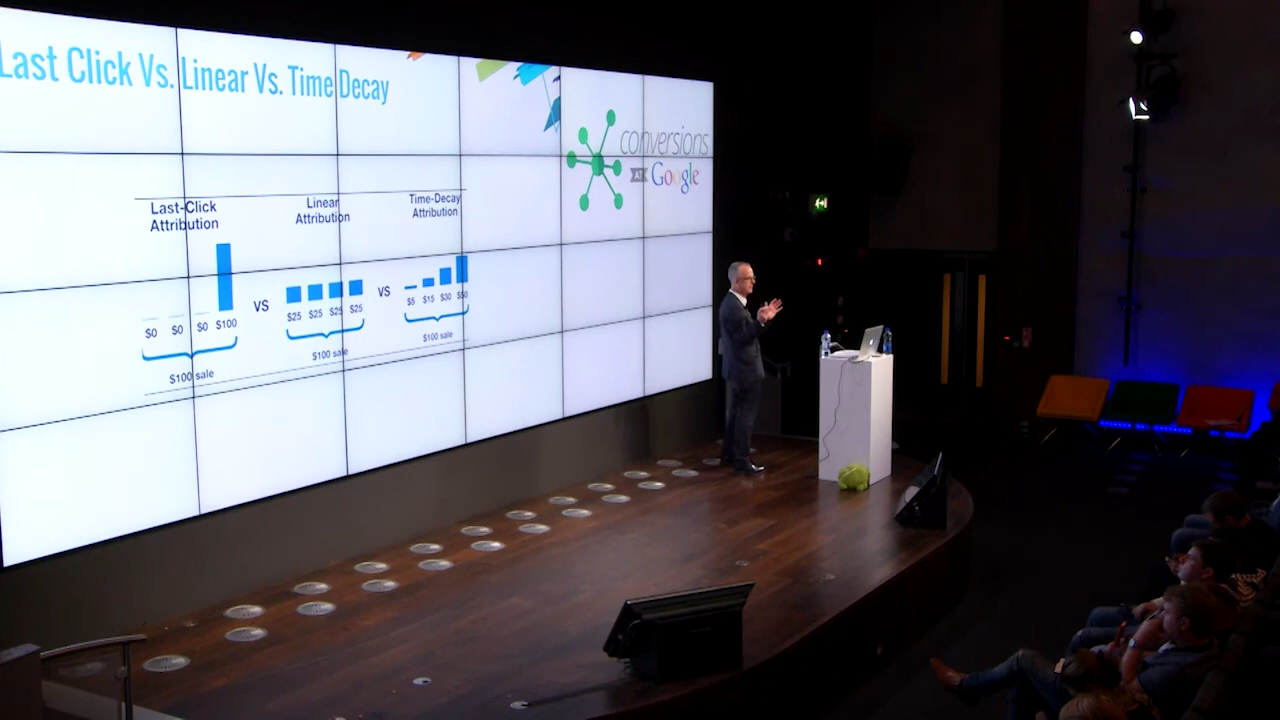 Last Click Vs. Linear Vs. Time Decay
conversions
AT Google
Last-Click
Attribution
Linear
Attribution
Time-Decay
Attribution
$0 $0 $0 $100
$100 sale
VS
$25 $25 $25 $25
$100 sale
VS
$5 $15 $30 $50
$100 sale